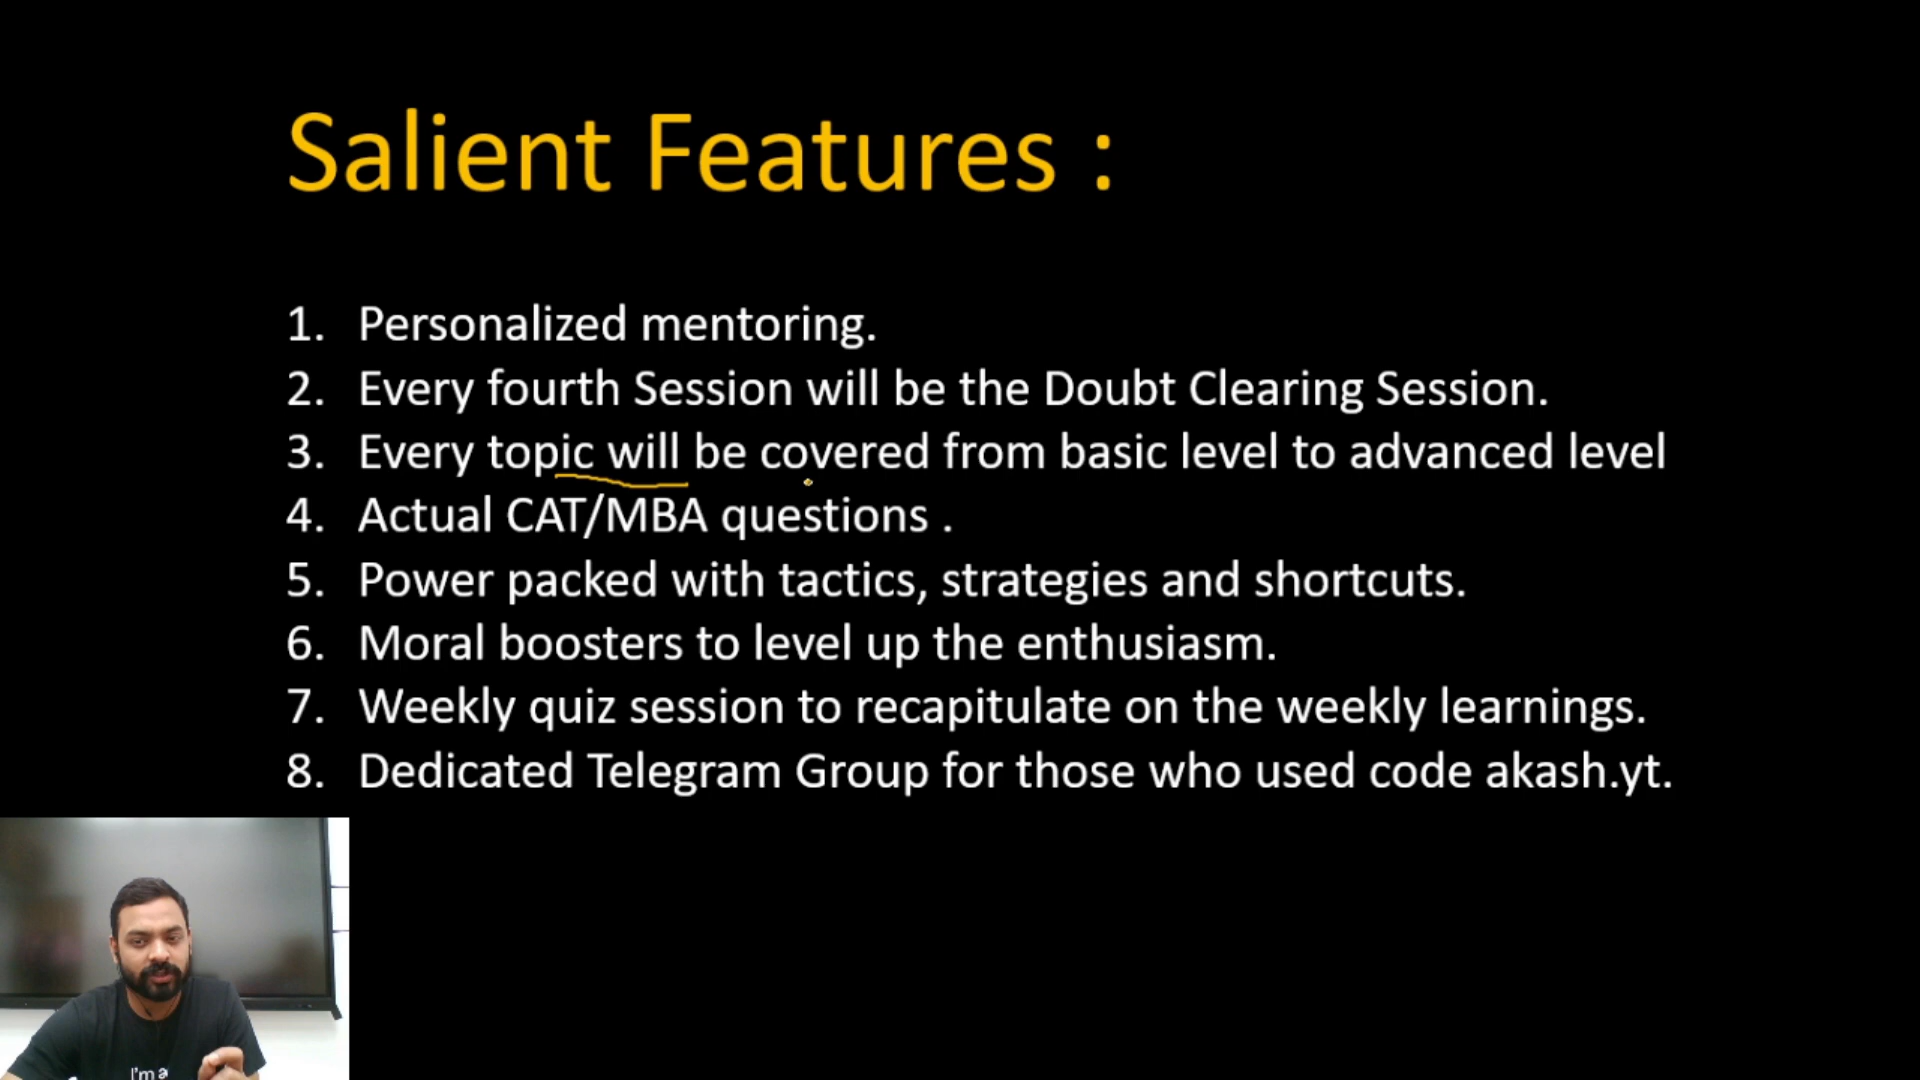 Salient Features :
1. Personalized mentoring.
2. Every fourth Session will be the Doubt Clearing Session.
3. Every topic will be covered from basic level to advanced level
4. Actual CAT/MBA questions .
5. Power packed with tactics, strategies and shortcuts.
6. Moral boosters to level up the enthusiasm.
7. Weekly quiz session to recapitulate on the weekly learnings.
8. Dedicated Telegram Group for those who used code akash.yt.
I'm a